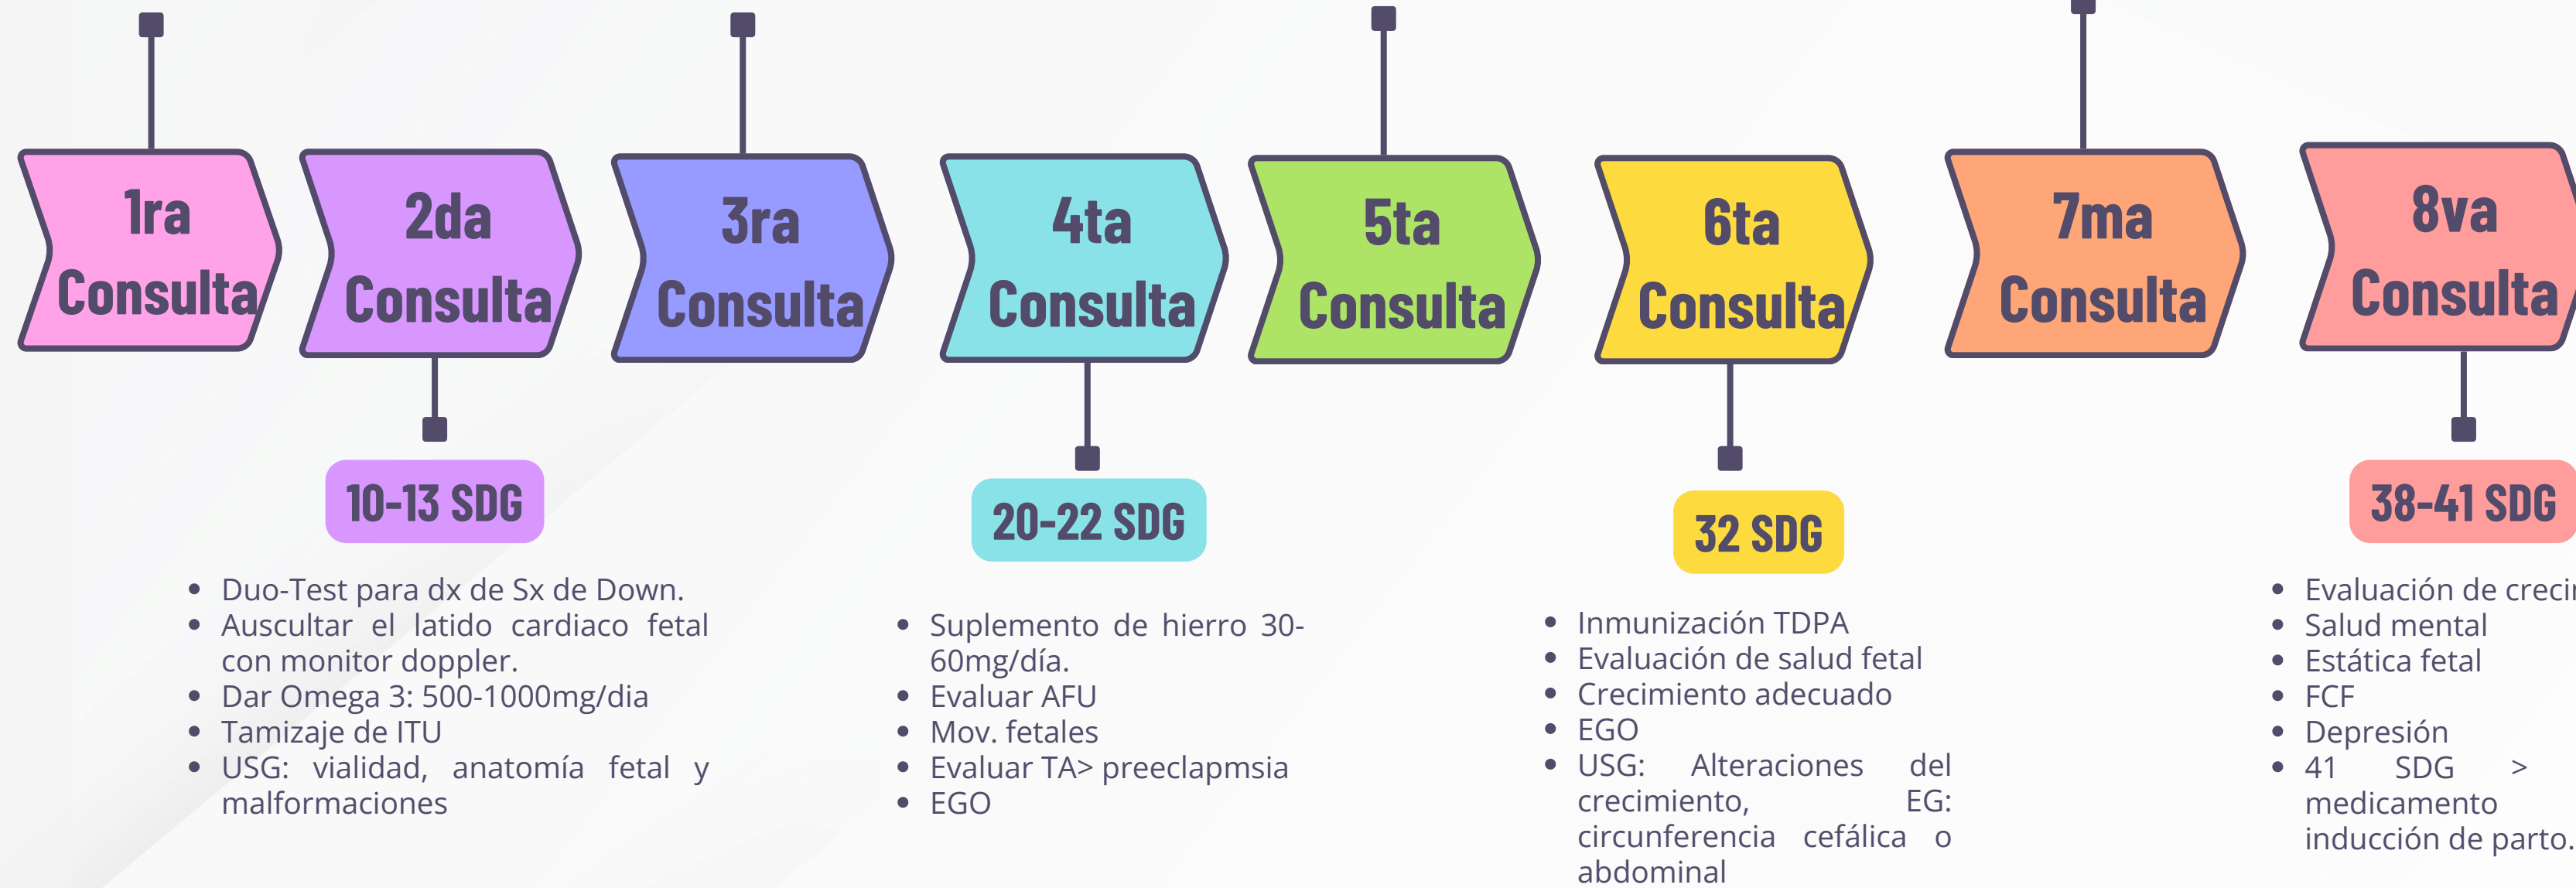 1ra
Consulta
2da
Consulta
3ra
Consulta
4ta
Consulta
5ta
Consulta
6ta
Consulta
7ma
Consulta
8va
Consulta
10-13 SDG
• Duo-Test para dx de Sx de Down.
• Auscultar el latido cardiaco fetal
con monitor doppler.
• Dar Omega 3: 500-1000mg/dia
• Tamizaje de ITU
• USG: vialidad, anatomía fetal y
malformaciones
20-22 SDG
• Suplemento de hierro 30-
60mg/día.
• Evaluar AFU
• Mov. fetales
• Evaluar TA> preeclapmsia
• EGO
32 SDG
• Inmunización TDPA
• Evaluación de salud fetal
• Crecimiento adecuado
• EGO
• USG: Alteraciones del
crecimiento, EG:
circunferencia cefálica o
abdominal
38-41 SDG
• Evaluación de
• Salud mental
• Estática fetal
• FCF
• Depresión
• 41 SDG >
medicamento
inducción de parto.